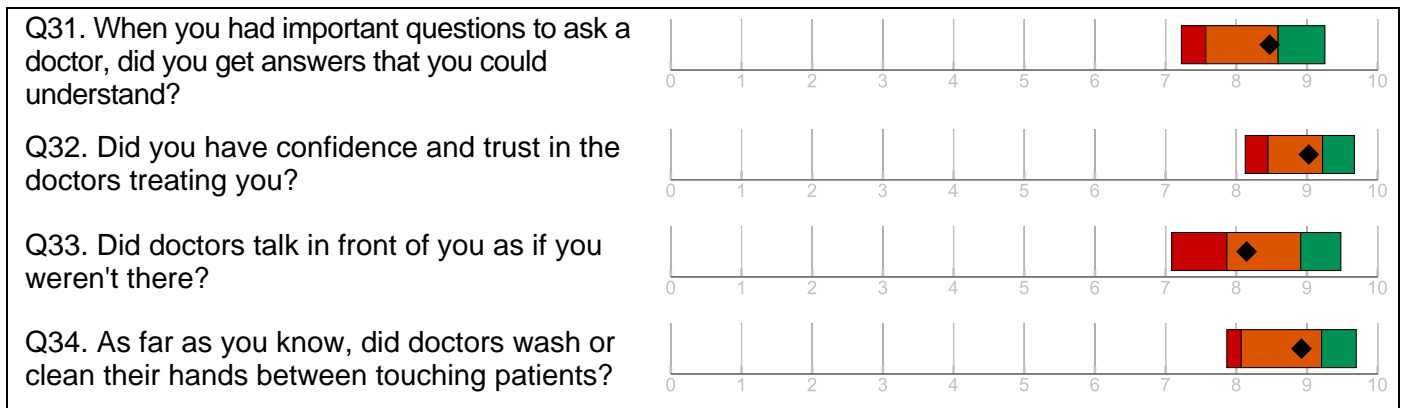 Q31. When you had important questions to ask a
doctor, did you get answers that you could
understand?
0 1 2 3 4 5 6 7 8 9 10
Q32. Did you have confidence and trust in the
doctors treating you?
0 1 2 3 4 5 6 7 8 9 10
Q33. Did doctors talk in front of you as if you
weren't there?
0 1 2 3 4 5 6 7 8 9 10
Q34. As far as you know, did doctors wash or
clean their hands between touching patients?
0 1 2 3 4 5 6 7 8 9 10